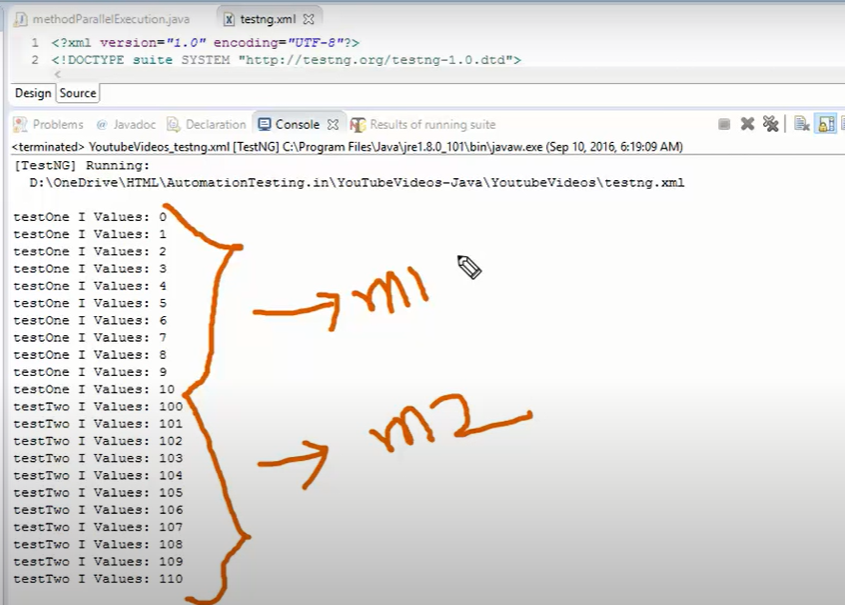 methodParallelExecution.java testng.xml
1 <?xml version="1.0" encoding="UTF-8"?>
2 <!DOCTYPE suite SYSTEM "http://testng.org/testng-1.0.dtd">
Design Source
Problems @ Javadoc Declaration Console Results of running suite
<terminated> YoutubeVideos_testng.xml [TestNG] C:\Program Files\Java\jre1.8.0_101\bin\javaw.exe (Sep 10, 2016, 6:19:09 AM)
[TestNG] Running:
D:\OneDrive\HTML\AutomationTesting.in\YouTubeVideos-Java\YoutubeVideos\testng.xml
testOne I Values: 0
testOne I Values: 1
testOne I Values: 2
testOne I Values: 3
testOne I Values: 4
testOne I Values: 5
testOne I Values: 6
testOne I Values: 7
testOne I Values: 8
testOne I Values: 9
testOne I Values: 10
testTwo I Values: 100
testTwo I Values: 101
testTwo I Values: 102
testTwo I Values: 103
testTwo I Values: 104
testTwo I Values: 105
testTwo I Values: 106
testTwo I Values: 107
testTwo I Values: 108
testTwo I Values: 109
testTwo I Values: 110
m1
m2